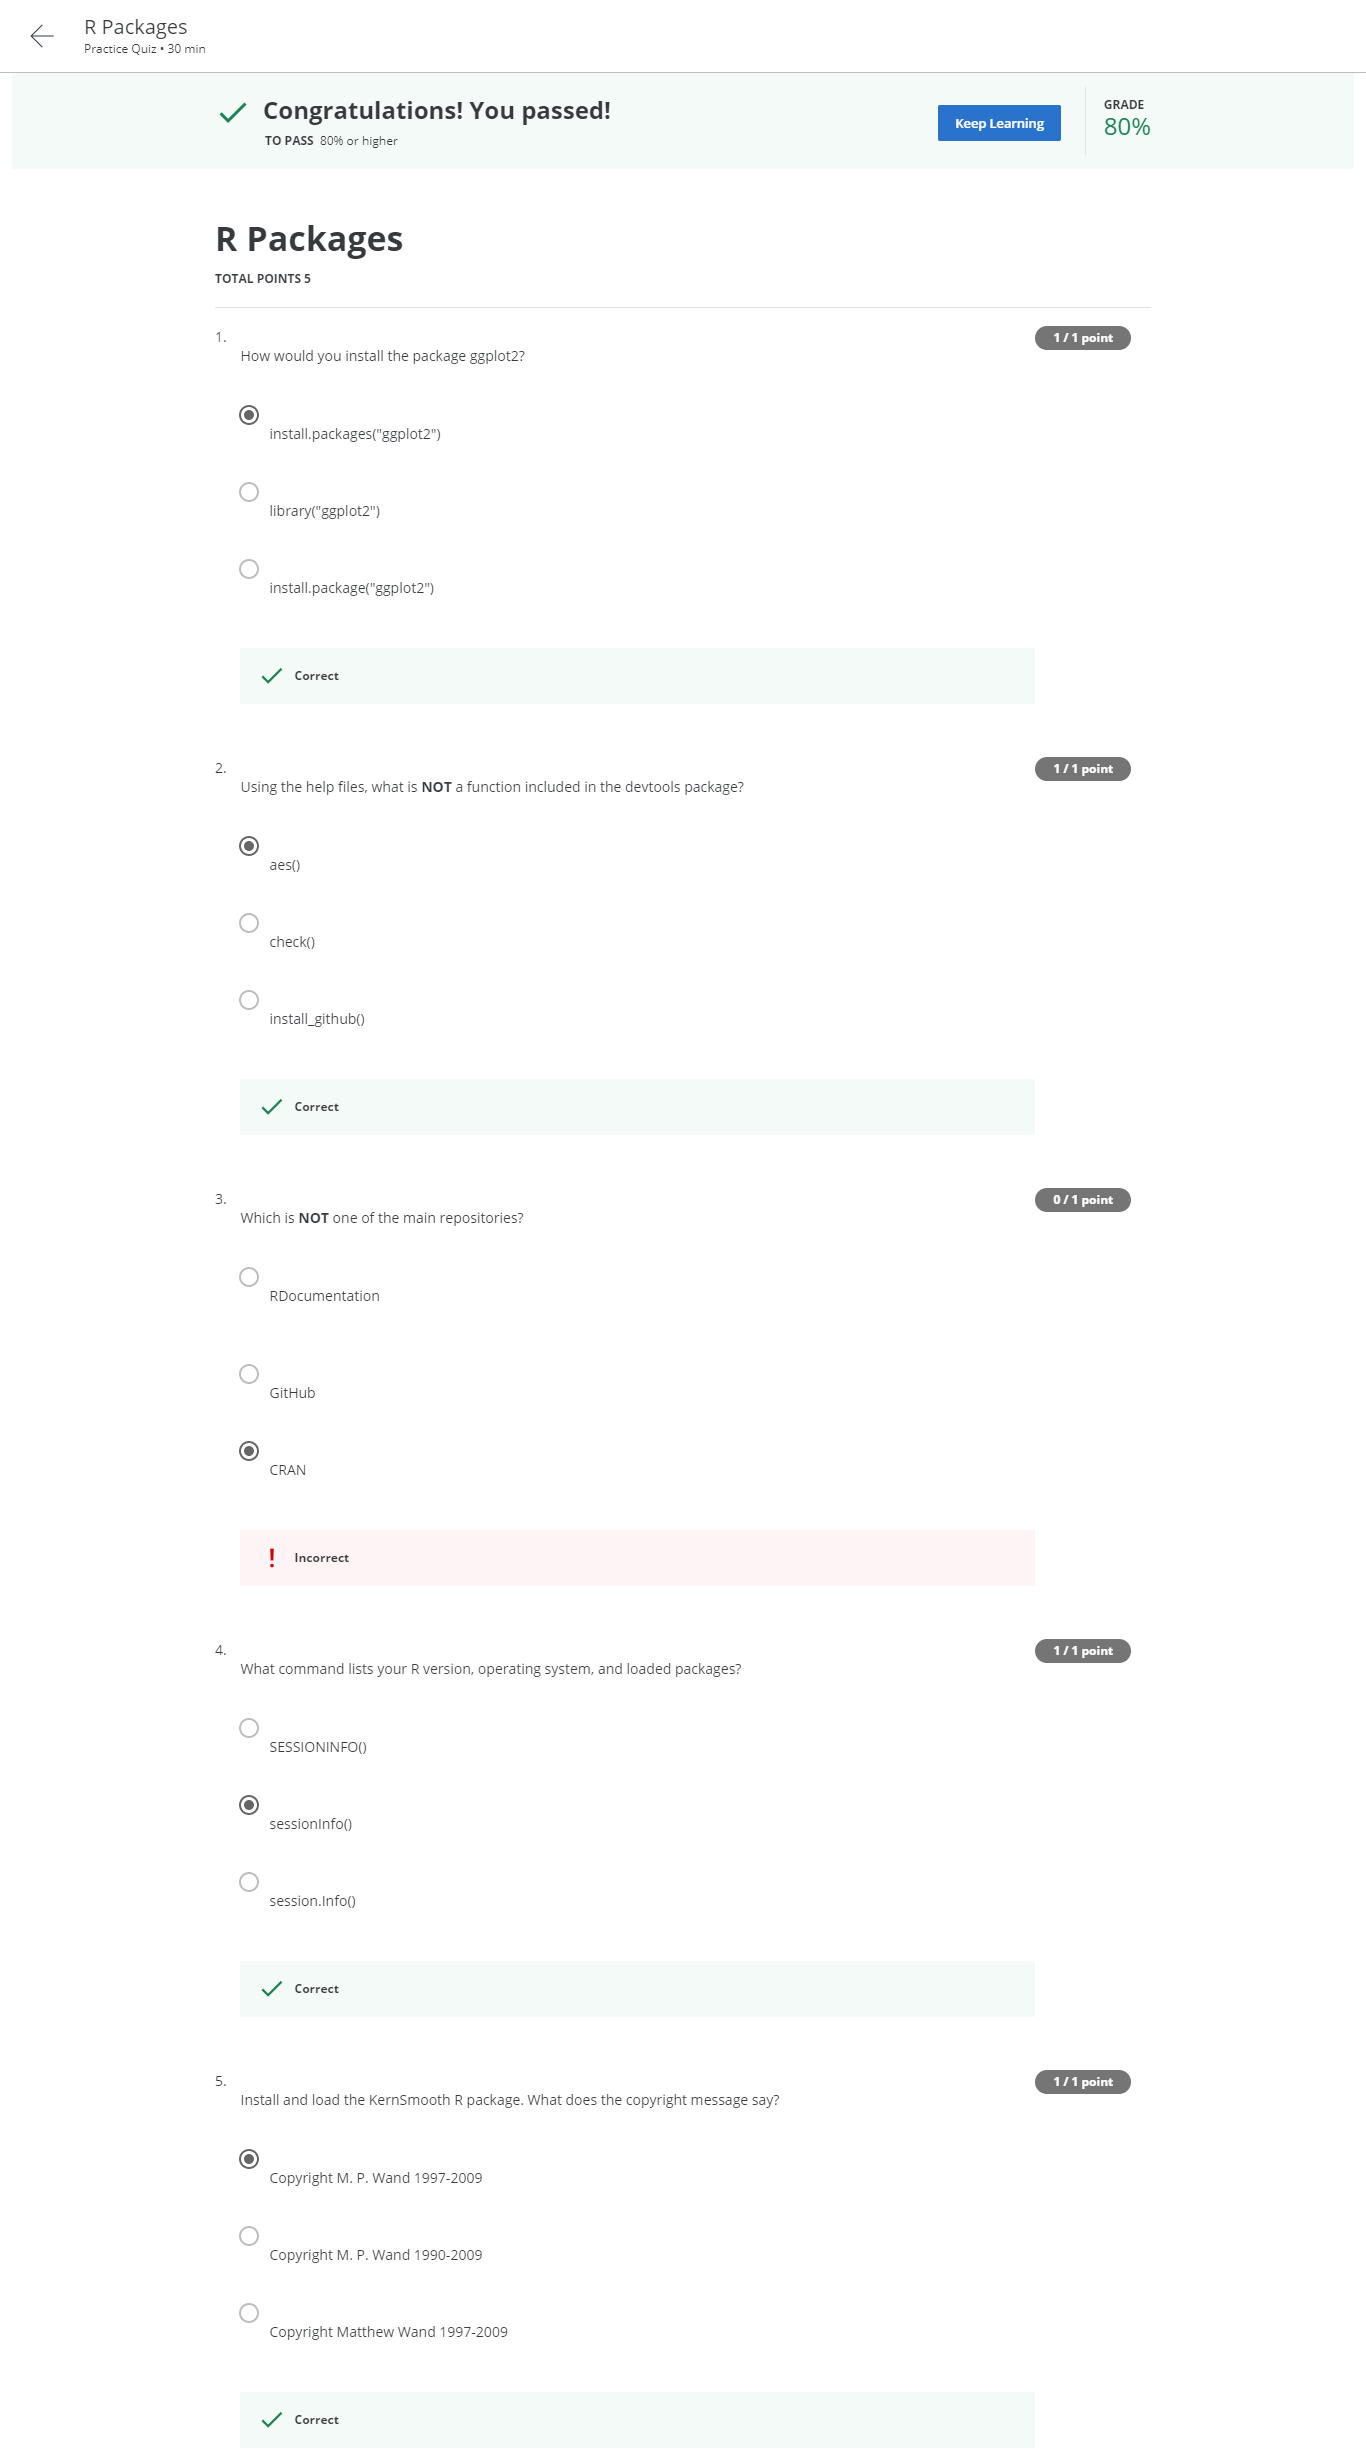 R Packages
Practice Quiz • 30 min
Congratulations! You passed!
TO PASS 80% or higher
Keep Learning
GRADE
80%
R Packages
TOTAL POINTS 5
1.
1 / 1 point
How would you install the package ggplot2?
install.packages("ggplot2")
library("ggplot2")
install.package("ggplot2")
Correct
2.
1 / 1 point
Using the help files, what is NOT a function included in the devtools package?
aes()
check()
install_github()
Correct
3.
0 / 1 point
Which is NOT one of the main repositories?
RDocumentation
GitHub
CRAN
Incorrect
4.
1 / 1 point
What command lists your R version, operating system, and loaded packages?
SESSIONINFO()
sessionInfo()
session.Info()
Correct
5.
1 / 1 point
Install and load the KernSmooth R package. What does the copyright message say?
Copyright M. P. Wand 1997-2009
Copyright M. P. Wand 1990-2009
Copyright Matthew Wand 1997-2009
Correct